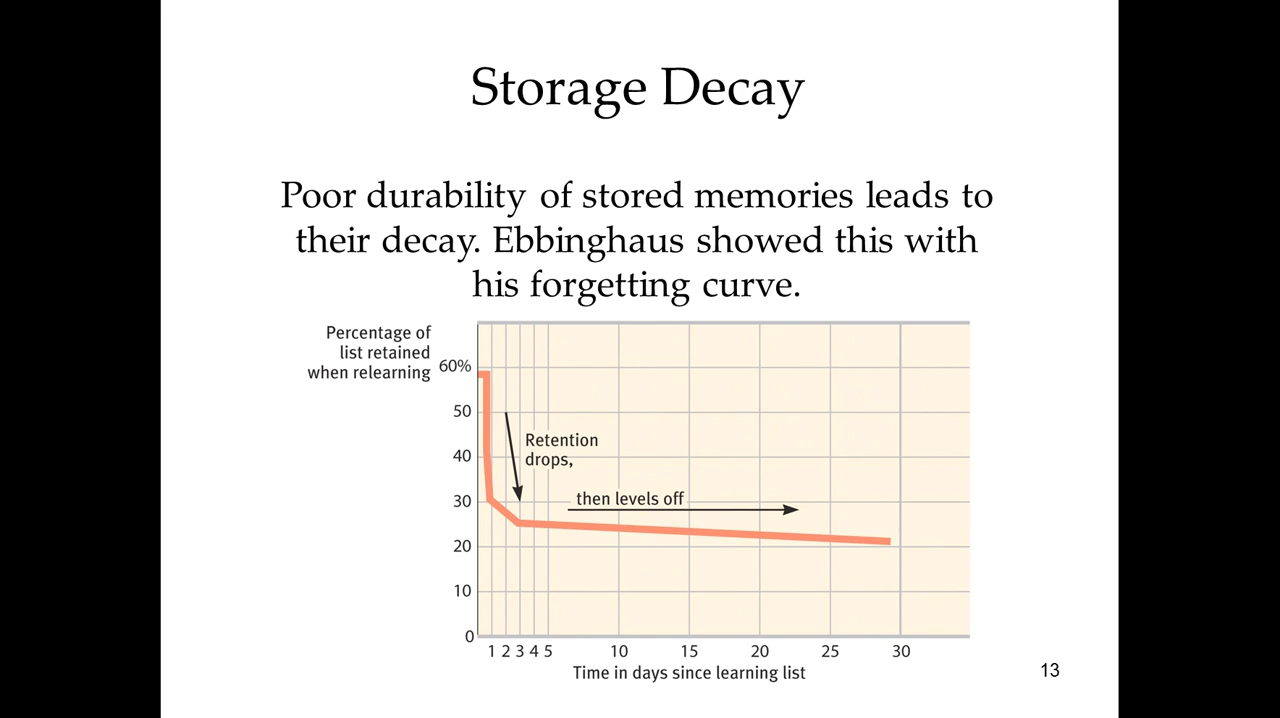 Storage Decay
Poor durability of stored memories leads to
their decay. Ebbinghaus showed this with
his forgetting curve.
Percentage of
list retained
when relearning
60%
50
40
30
20
10
0
Retention
drops,
then levels off
1 2 3 4 5 10 15 20 25 30
Time in days since learning list
13